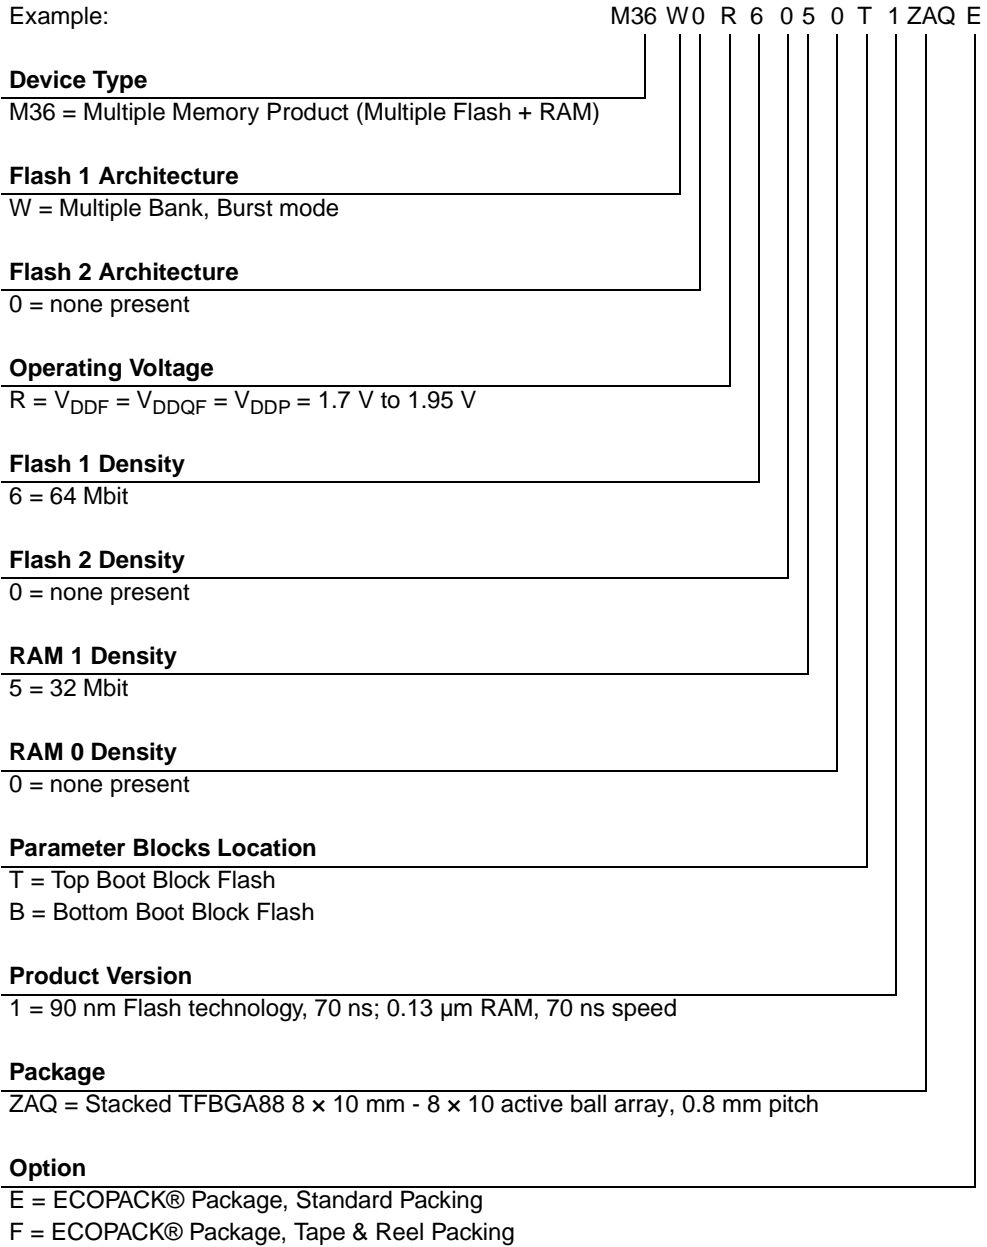 Example: M36 W 0 R 6 0 5 0 T 1 ZAQ E
Device Type
M36 = Multiple Memory Product (Multiple Flash + RAM)
Flash 1 Architecture
W = Multiple Bank, Burst mode
Flash 2 Architecture
0 = none present
Operating Voltage
R = VDDF = VDDQF = VDDP = 1.7 V to 1.95 V
Flash 1 Density
6 = 64 Mbit
Flash 2 Density
0 = none present
RAM 1 Density
5 = 32 Mbit
RAM 0 Density
0 = none present
Parameter Blocks Location
T = Top Boot Block Flash
B = Bottom Boot Block Flash
Product Version
1 = 90 nm Flash technology, 70 ns; 0.13 µm RAM, 70 ns speed
Package
ZAQ = Stacked TFBGA88 8 × 10 mm - 8 × 10 active ball array, 0.8 mm pitch
Option
E = ECOPACK® Package, Standard Packing
F = ECOPACK® Package, Tape & Reel Packing